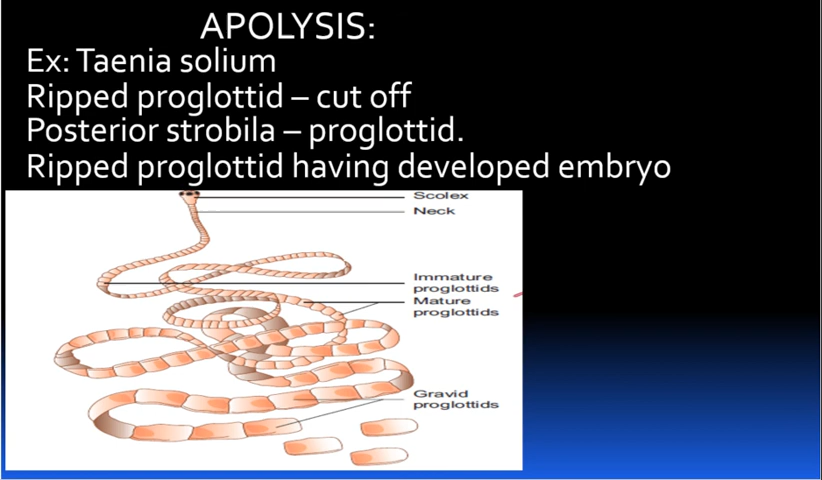 APOLYSIS:
Ex: Taenia solium
Ripped proglottid – cut off
Posterior strobila – proglottid.
Ripped proglottid having developed embryo
Scolex
Neck
Immature
proglottids
Mature
proglottids
Gravid
proglottids